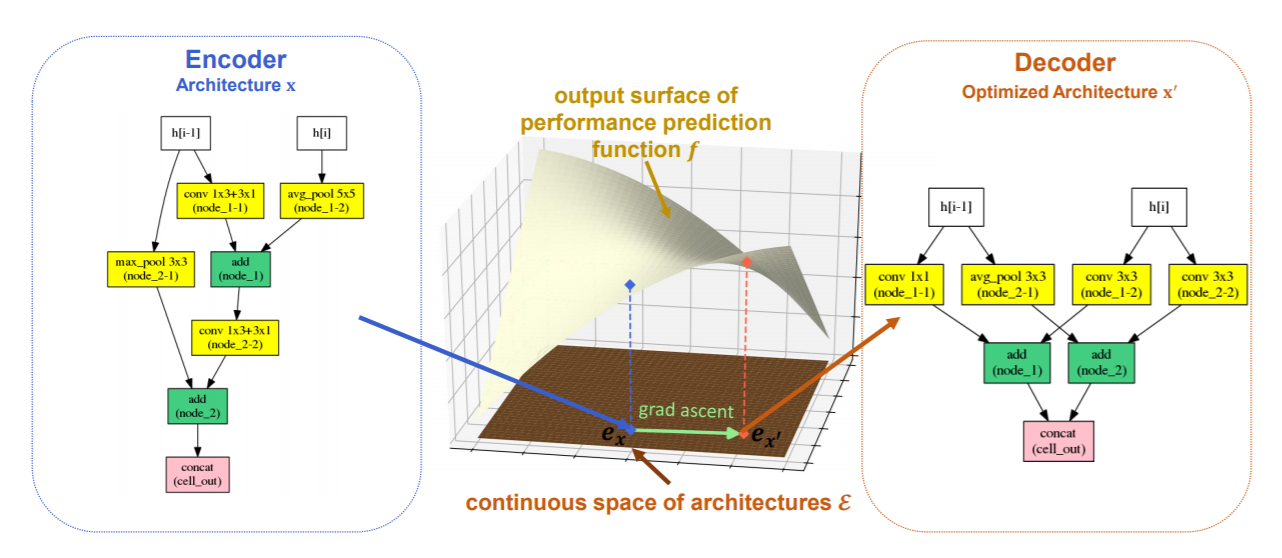 Encoder
Architecture x
h[i-1]
h[i]
conv 1x3+3x1
(node_1-1)
avg_pool 5x5
(node_1-2)
max_pool 3x3
(node_2-1)
add
(node_1)
conv 1x3+3x1
(node_2-2)
add
(node_2)
concat
(cell_out)
output surface of
performance prediction
function f
grad ascent
eₓ
eₓ′
continuous space of architectures ℰ
Decoder
Optimized Architecture x′
h[i-1]
h[i]
conv 1x1
(node_1-1)
avg_pool 3x3
(node_2-1)
conv 3x3
(node_1-2)
conv 3x3
(node_2-2)
add
(node_1)
add
(node_2)
concat
(cell_out)